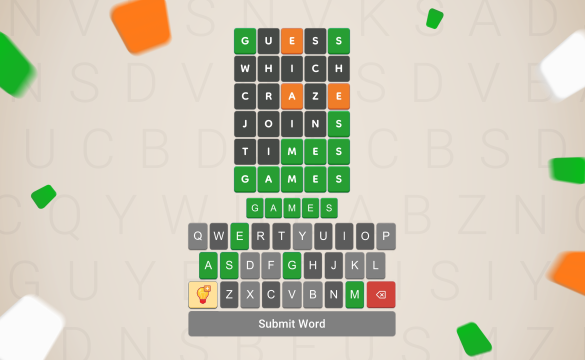 GUESS
WHICH
CRAZE
JOINS
TIMES
GAMES
GAMES
QWERTYUIOP
ASDFGHJKL
ZXCVBNM
Submit Word